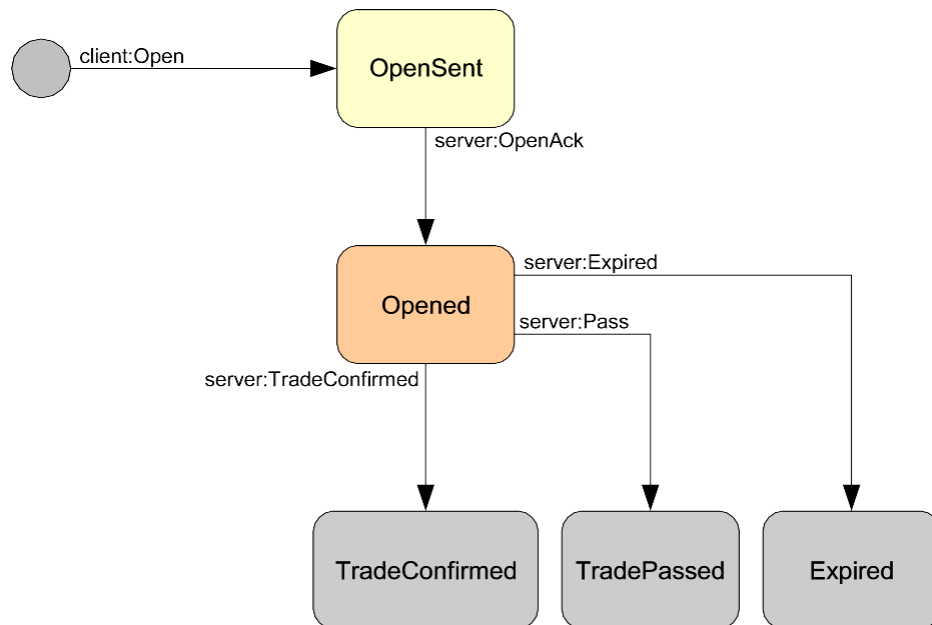 client:Open
OpenSent
server:OpenAck
server:Expired
Opened
server:Pass
server:TradeConfirmed
TradeConfirmed
TradePassed
Expired